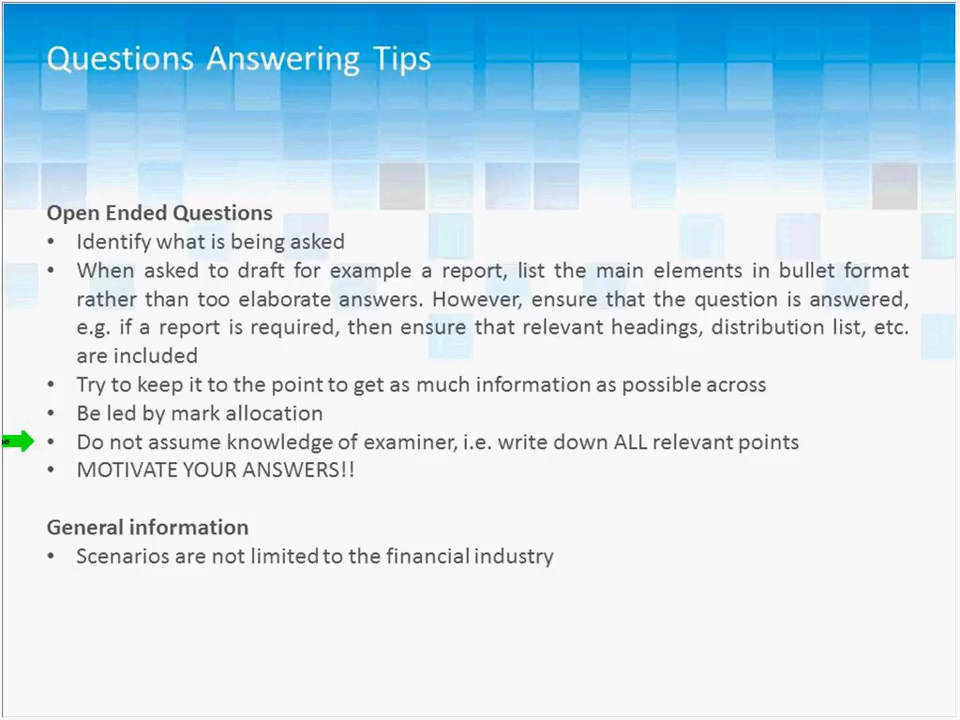 Questions Answering Tips
Open Ended Questions
• Identify what is being asked
• When asked to draft for example a report, list the main elements in bullet format
rather than too elaborate answers. However, ensure that the question is answered,
e.g. if a report is required, then ensure that relevant headings, distribution list, etc.
are included
• Try to keep it to the point to get as much information as possible across
• Be led by mark allocation
• Do not assume knowledge of examiner, i.e. write down ALL relevant points
• MOTIVATE YOUR ANSWERS!!
General information
• Scenarios are not limited to the financial industry